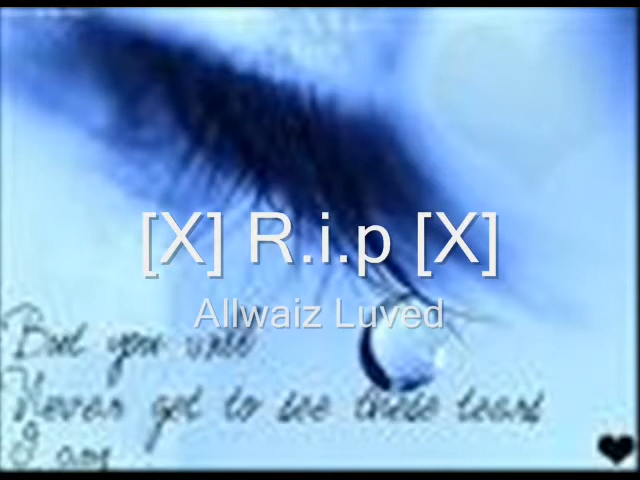 [X] R.i.p [X]
Allwaiz Luved
But you will
Never get to see these tears
I cry